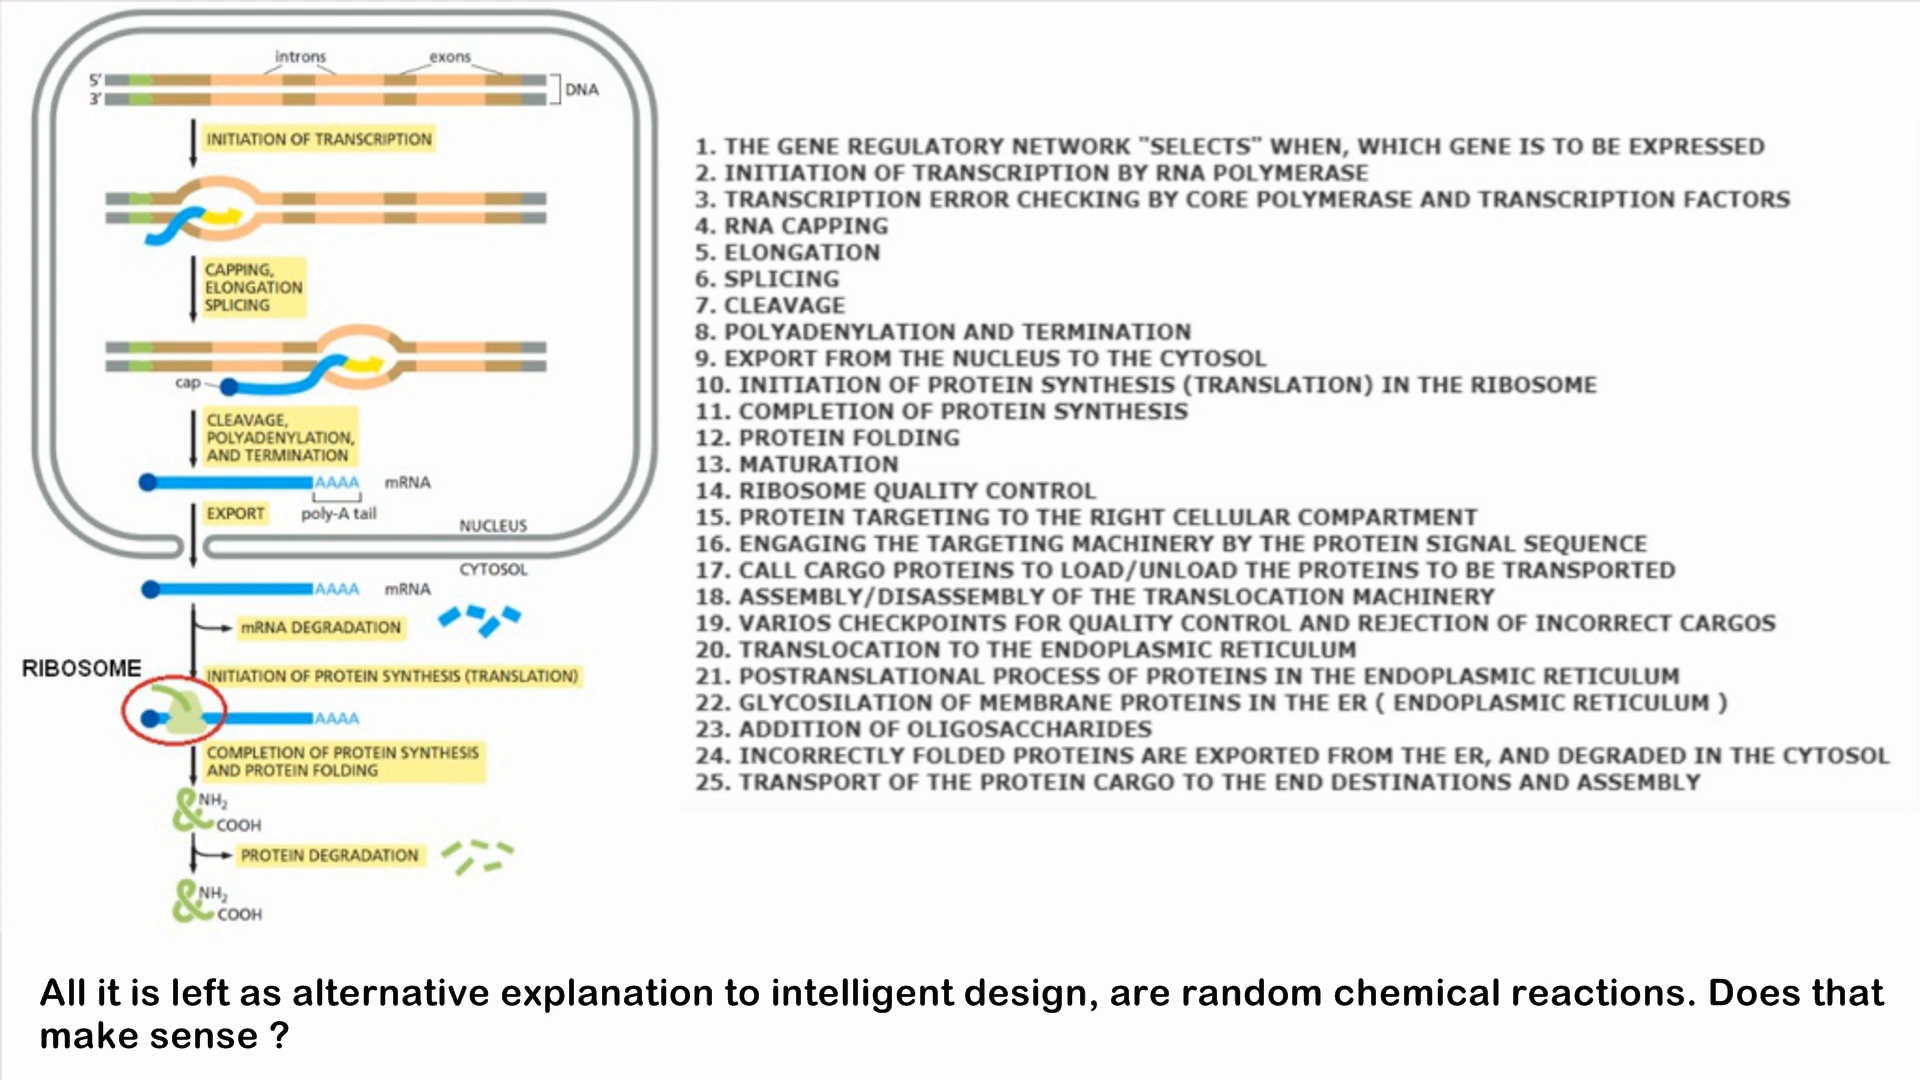 introns
exons
5'
3'
DNA
INITIATION OF TRANSCRIPTION
CAPPING,
ELONGATION
SPLICING
cap
CLEAVAGE,
POLYADENYLATION,
AND TERMINATION
AAAA
mRNA
EXPORT
poly-A tail
NUCLEUS
CYTOSOL
AAAA
mRNA
mRNA DEGRADATION
RIBOSOME
INITIATION OF PROTEIN SYNTHESIS (TRANSLATION)
AAAA
COMPLETION OF PROTEIN SYNTHESIS
AND PROTEIN FOLDING
NH2
COOH
PROTEIN DEGRADATION
NH2
COOH
1. THE GENE REGULATORY NETWORK "SELECTS" WHEN, WHICH GENE IS TO BE EXPRESSED
2. INITIATION OF TRANSCRIPTION BY RNA POLYMERASE
3. TRANSCRIPTION ERROR CHECKING BY CORE POLYMERASE AND TRANSCRIPTION FACTORS
4. RNA CAPPING
5. ELONGATION
6. SPLICING
7. CLEAVAGE
8. POLYADENYLATION AND TERMINATION
9. EXPORT FROM THE NUCLEUS TO THE CYTOSOL
10. INITIATION OF PROTEIN SYNTHESIS (TRANSLATION) IN THE RIBOSOME
11. COMPLETION OF PROTEIN SYNTHESIS
12. PROTEIN FOLDING
13. MATURATION
14. RIBOSOME QUALITY CONTROL
15. PROTEIN TARGETING TO THE RIGHT CELLULAR COMPARTMENT
16. ENGAGING THE TARGETING MACHINERY BY THE PROTEIN SIGNAL SEQUENCE
17. CALL CARGO PROTEINS TO LOAD/UNLOAD THE PROTEINS TO BE TRANSPORTED
18. ASSEMBLY/DISASSEMBLY OF THE TRANSLOCATION MACHINERY
19. VARIOS CHECKPOINTS FOR QUALITY CONTROL AND REJECTION OF INCORRECT CARGOS
20. TRANSLOCATION TO THE ENDOPLASMIC RETICULUM
21. POSTRANSLATIONAL PROCESS OF PROTEINS IN THE ENDOPLASMIC RETICULUM
22. GLYCOSILATION OF MEMBRANE PROTEINS IN THE ER ( ENDOPLASMIC RETICULUM )
23. ADDITION OF OLIGOSACCHARIDES
24. INCORRECTLY FOLDED PROTEINS ARE EXPORTED FROM THE ER, AND DEGRADED IN THE CYTOSOL
25. TRANSPORT OF THE PROTEIN CARGO TO THE END DESTINATIONS AND ASSEMBLY
All it is left as alternative explanation to intelligent design, are random chemical reactions. Does that
make sense ?